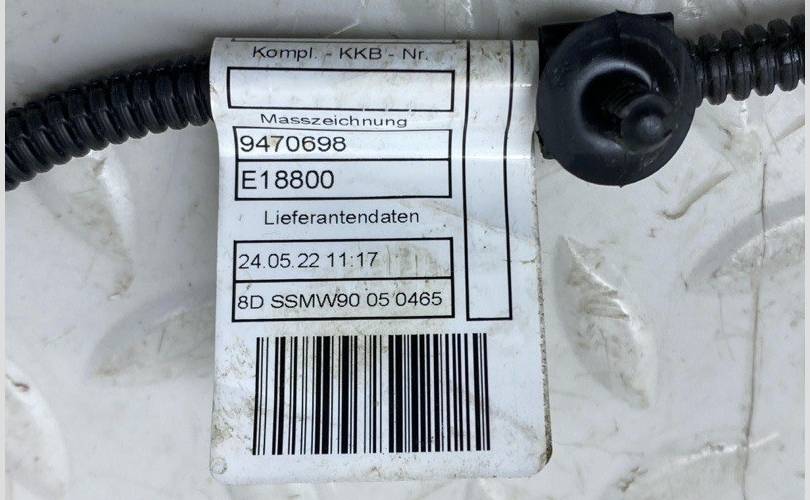 Kompl. - KKB - Nr.
Masszeichnung
9470698
E18800
Lieferantendaten
24.05.22 11:17
8D SSMW90 05 0465